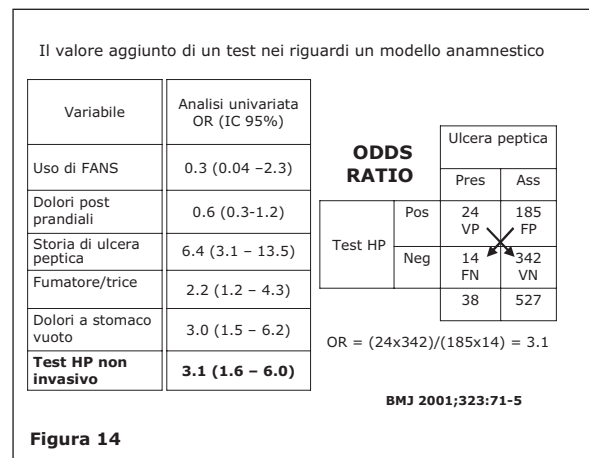 Il valore aggiunto di un test nei riguardi un modello anamnestico
Variabile
Analisi univariata
OR (IC 95%)
Uso di FANS
0.3 (0.04 –2.3)
Dolori post
prandiali
0.6 (0.3-1.2)
Storia di ulcera
peptica
6.4 (3.1 – 13.5)
Fumatore/trice
2.2 (1.2 – 4.3)
Dolori a stomaco
vuoto
3.0 (1.5 – 6.2)
Test HP non
invasivo
3.1 (1.6 – 6.0)
ODDS
RATIO
Ulcera peptica
Pres Ass
Test HP
Pos 24 185
VP FP
Neg 14 342
FN VN
38 527
OR = (24x342)/(185x14) = 3.1
BMJ 2001;323:71-5
Figura 14